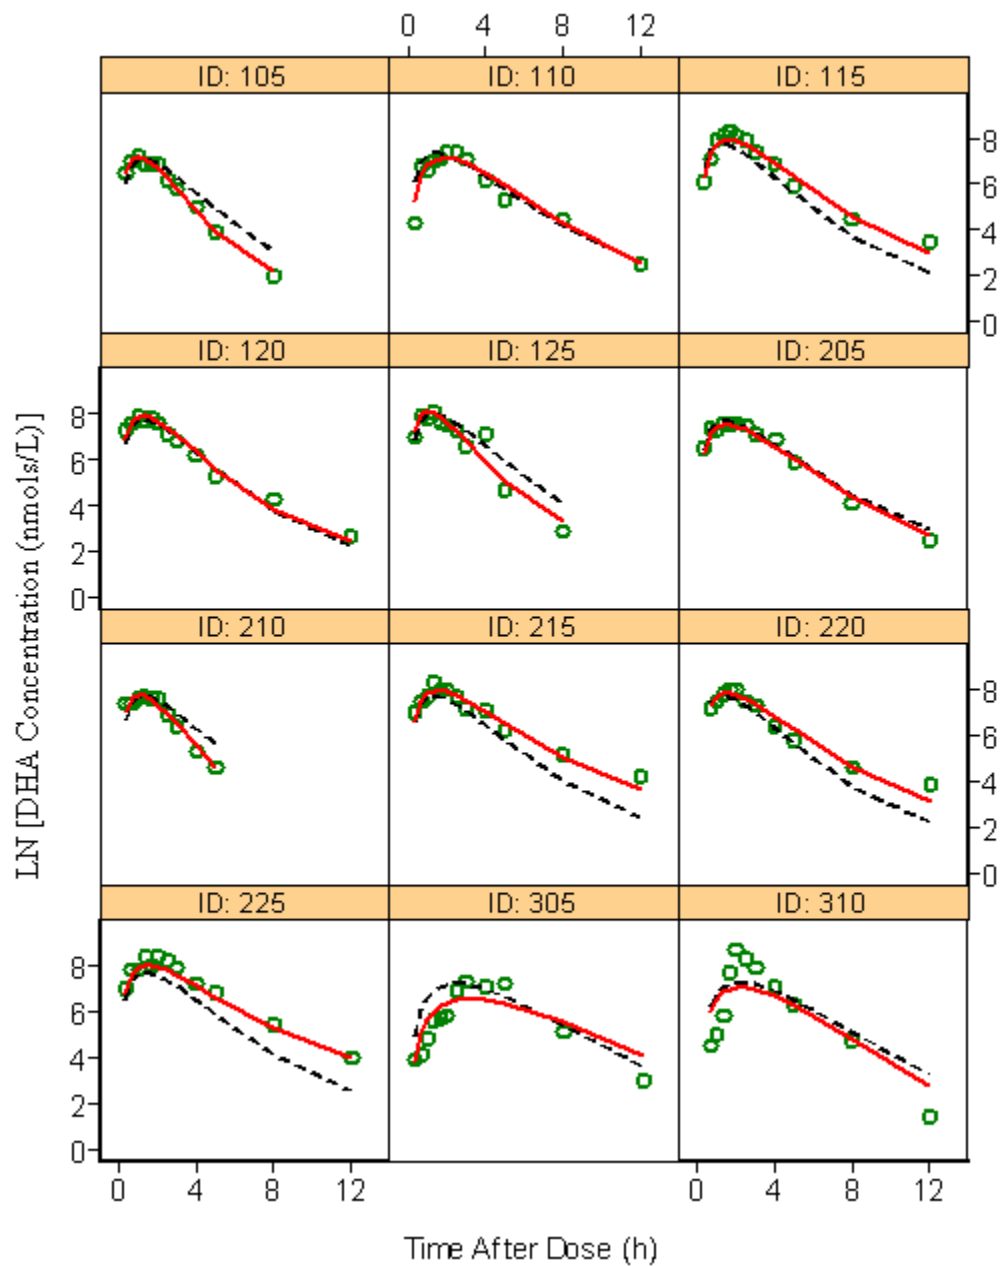 0 4 8 12
ID: 105 ID: 110 ID: 115
8
6
4
2
0
ID: 120 ID: 125 ID: 205
8
6
4
2
0
ID: 210 ID: 215 ID: 220
8
6
4
2
0
ID: 225 ID: 305 ID: 310
8
6
4
2
0
0 4 8 12 0 4 8 12
LN [DHA Concentration (nmols/L)]
Time After Dose (h)